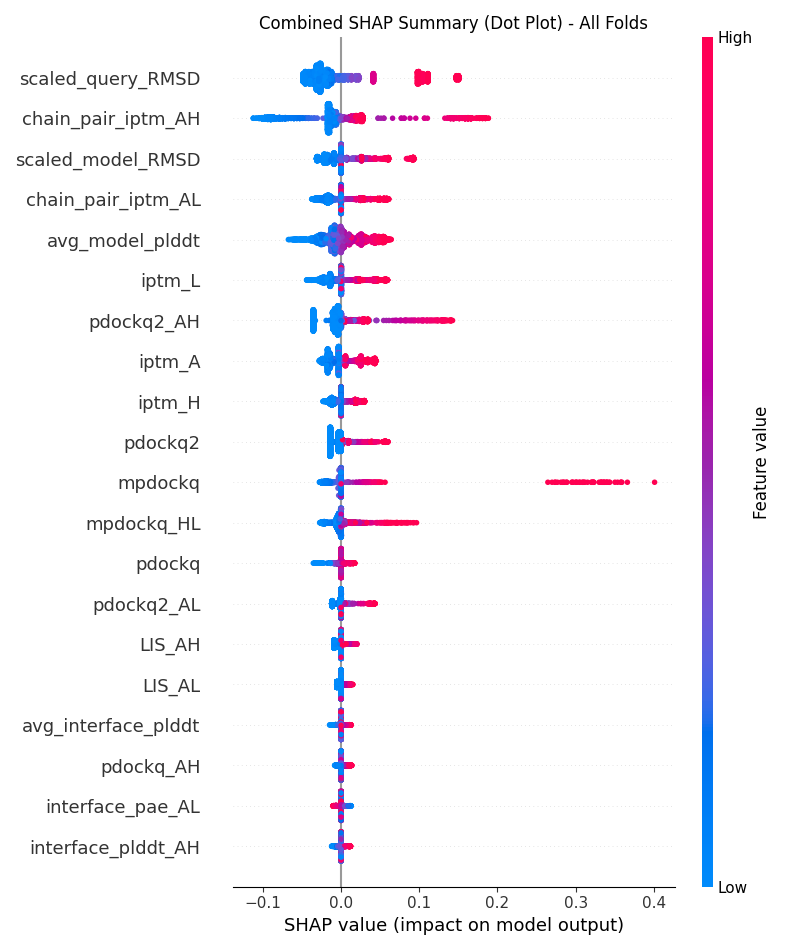 Combined SHAP Summary (Dot Plot) - All Folds
High
scaled_query_RMSD
chain_pair_iptm_AH
scaled_model_RMSD
chain_pair_iptm_AL
avg_model_plddt
iptm_L
pdockq2_AH
iptm_A
iptm_H
pdockq2
mpdockq
mpdockq_HL
pdockq
pdockq2_AL
LIS_AH
LIS_AL
avg_interface_plddt
pdockq_AH
interface_pae_AL
interface_plddt_AH
Feature value
Low
−0.1 0.0 0.1 0.2 0.3 0.4
SHAP value (impact on model output)